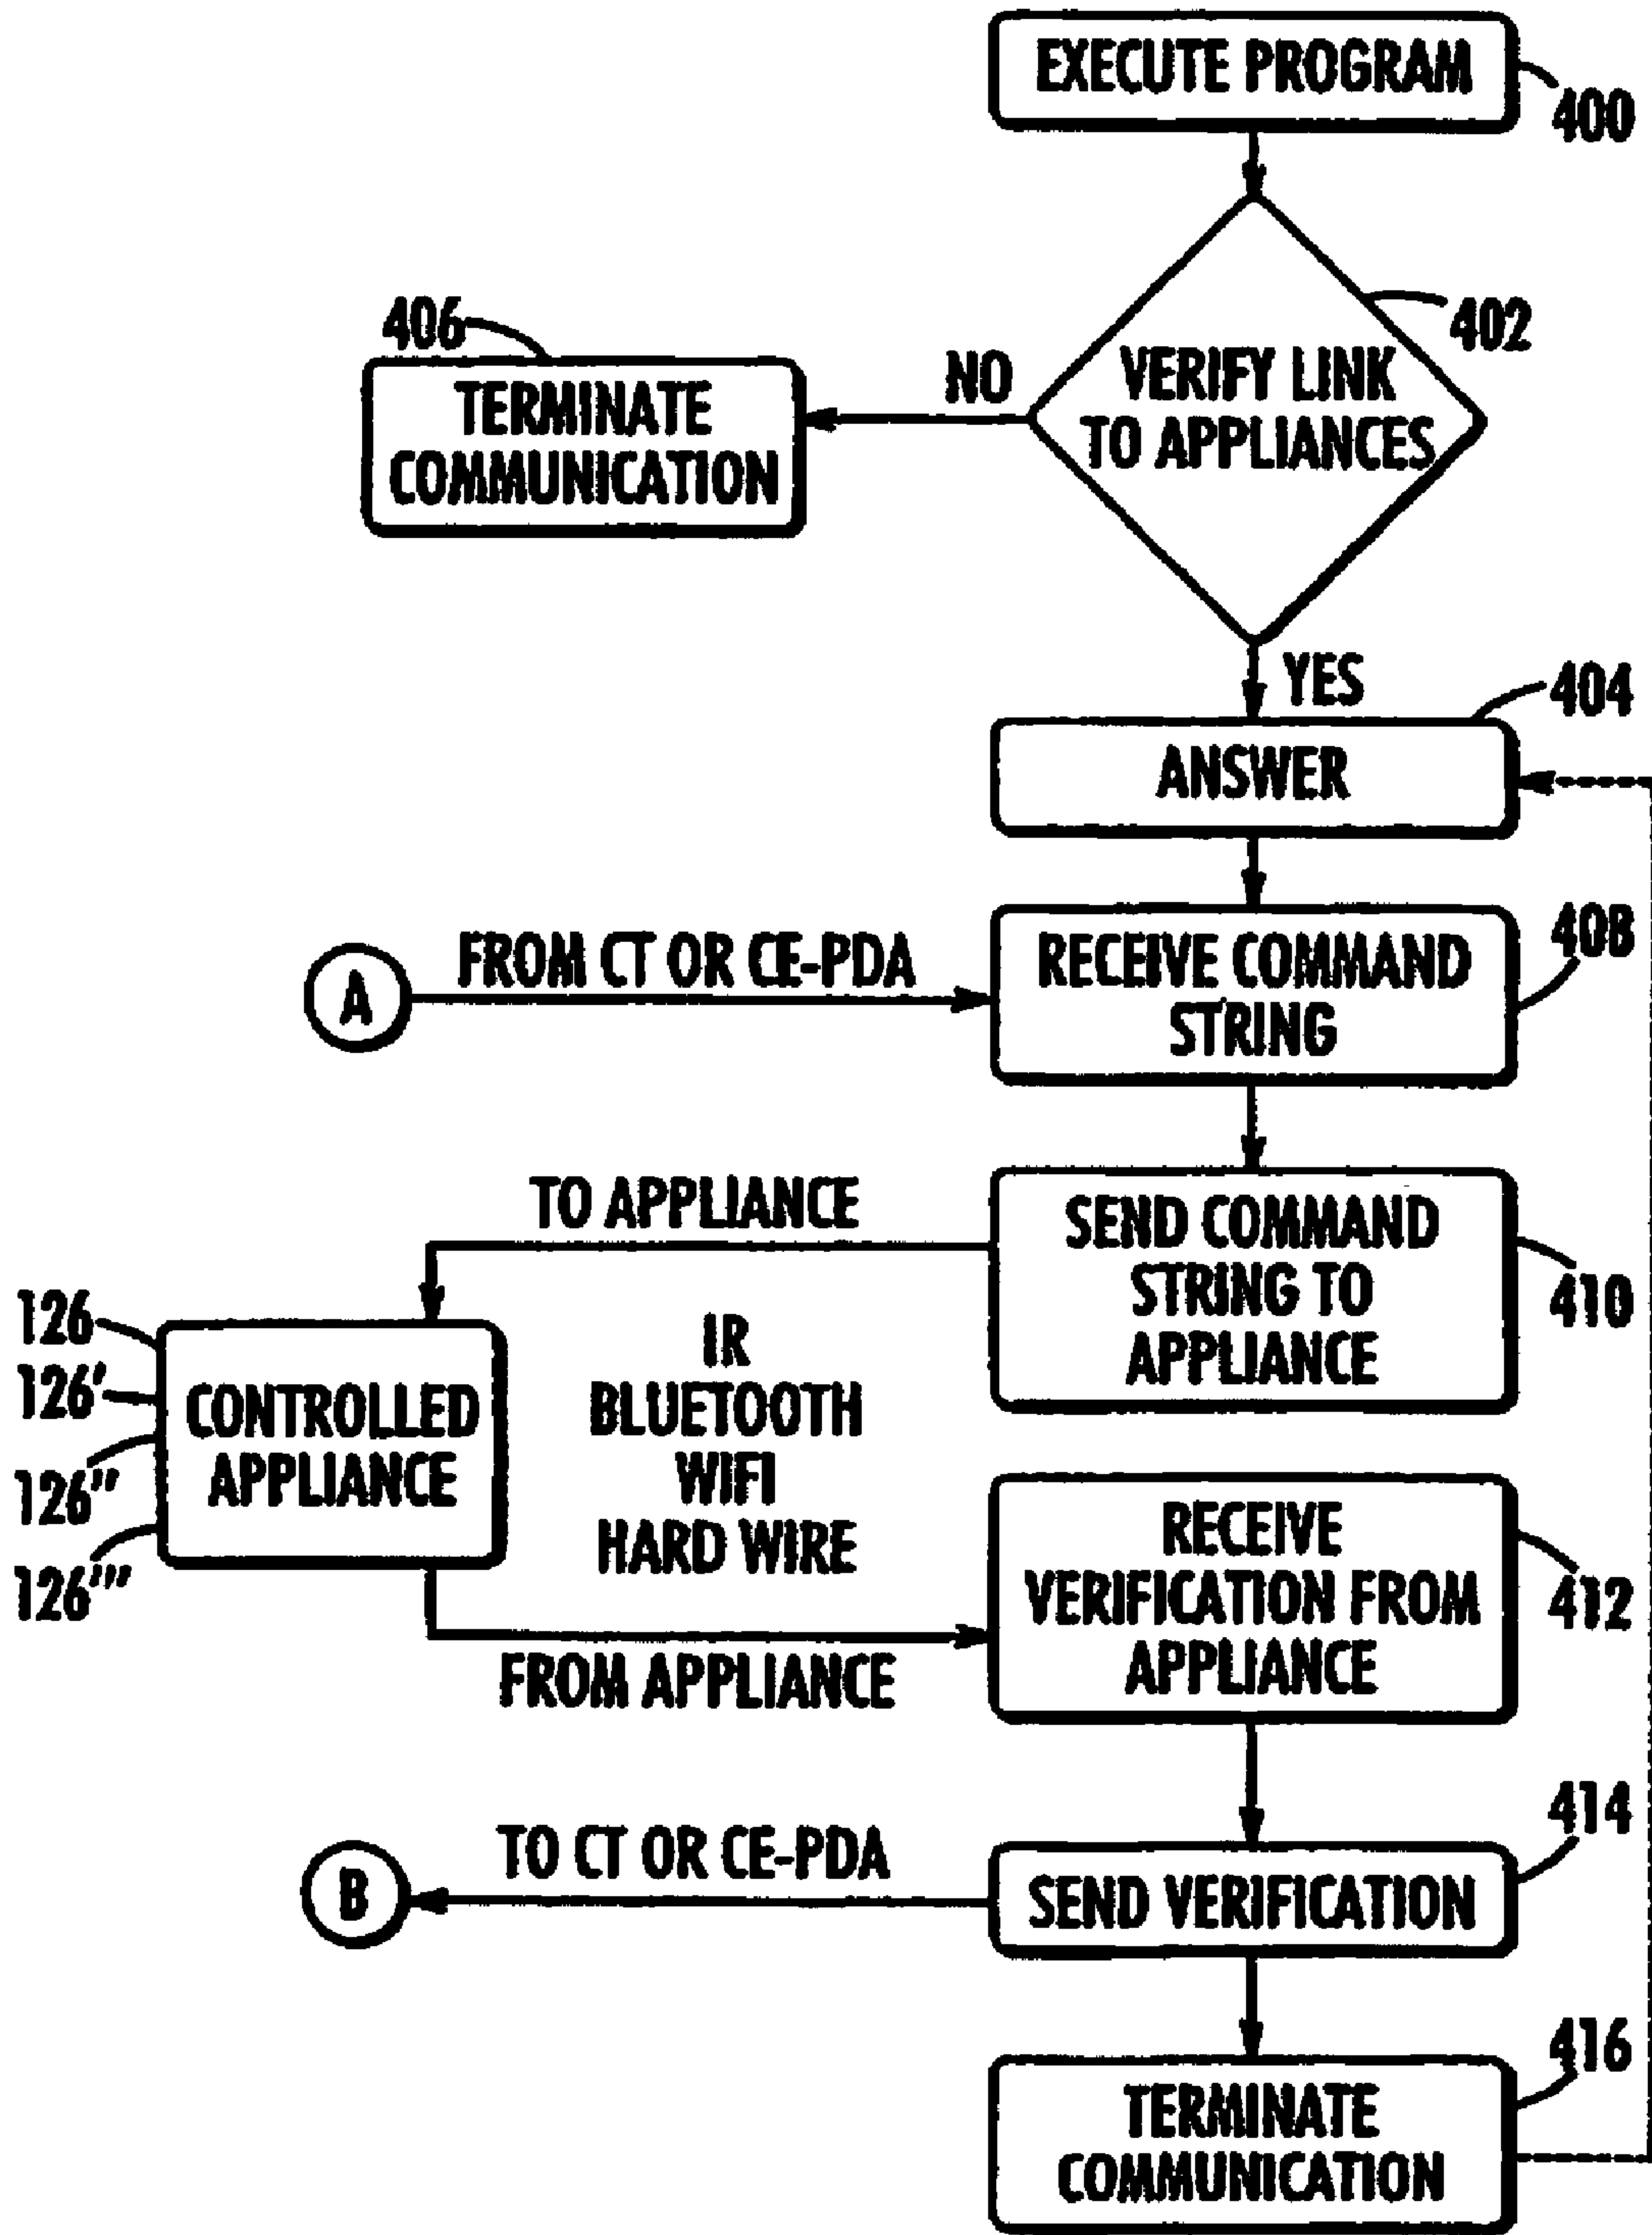 EXECUTE PROGRAM
400
402
406
VERIFY LINK
TO APPLIANCES
NO
TERMINATE
COMMUNICATION
YES
404
ANSWER
408
FROM CT OR CE-PDA
A
RECEIVE COMMAND
STRING
TO APPLIANCE
SEND COMMAND
STRING TO
APPLIANCE
410
126
126'
126"
126"'
CONTROLLED
APPLIANCE
IR
BLUETOOTH
WIFI
HARD WIRE
RECEIVE
VERIFICATION FROM
APPLIANCE
412
FROM APPLIANCE
414
TO CT OR CE-PDA
B
SEND VERIFICATION
416
TERMINATE
COMMUNICATION